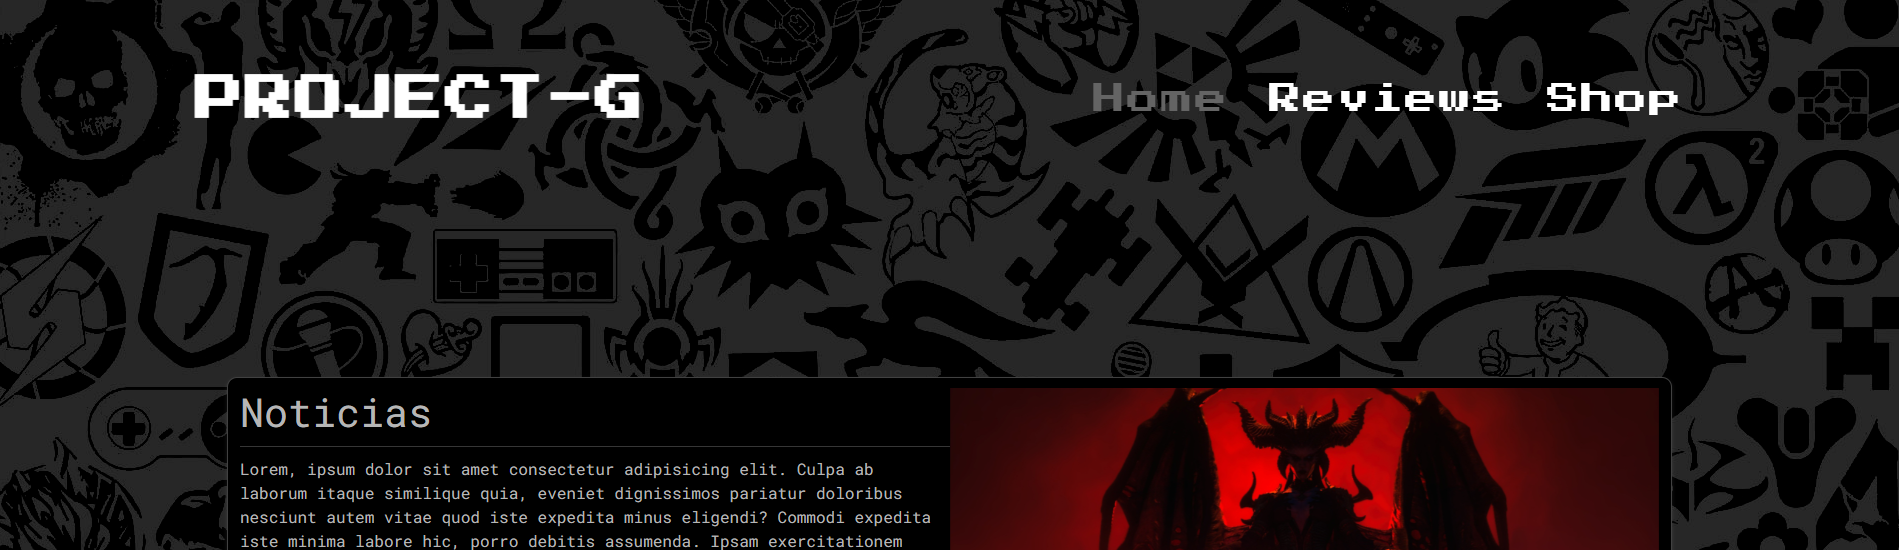 PROJECT-G
Home Reviews Shop
2
Noticias
Lorem, ipsum dolor sit amet consectetur adipisicing elit. Culpa ab
laborum itaque similique quia, eveniet dignissimos pariatur doloribus
nesciunt autem vitae quod iste expedita minus eligendi? Commodi expedita
iste minima labore hic, porro debitis assumenda. Ipsam exercitationem